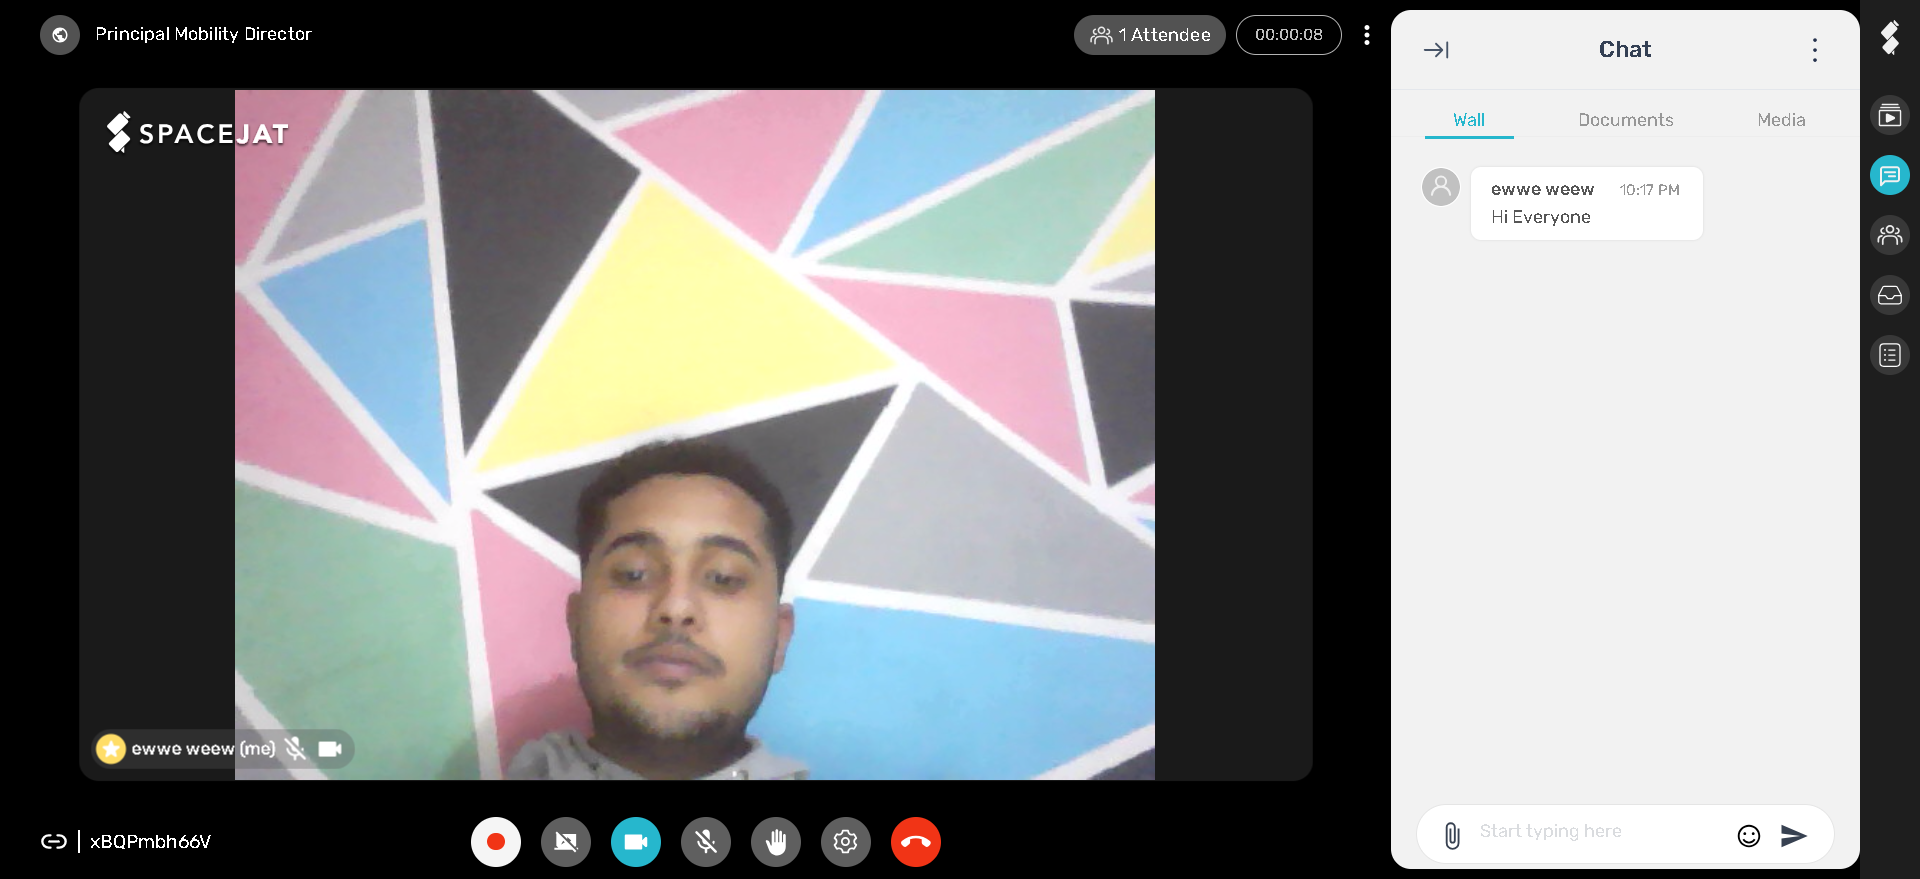 Principal Mobility Director
1 Attendee
00:00:08
SPACEJAT
ewwe weew (me)
xBQPmbh66V
Chat
Wall
Documents
Media
ewwe weew 10:17 PM
Hi Everyone
Start typing here